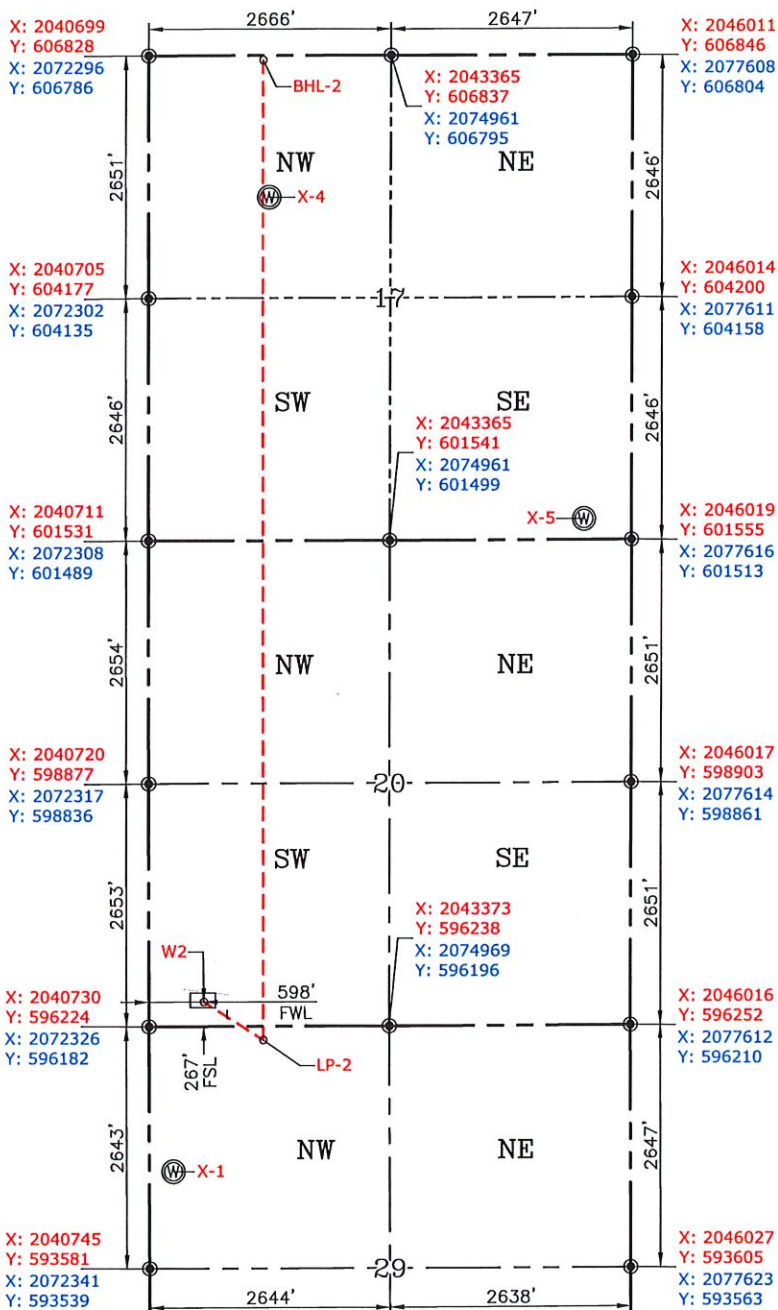 2666'
2647'
X: 2040699
Y: 606828
X: 2072296
Y: 606786
X: 2046011
Y: 606846
X: 2077608
Y: 606804
BHL-2
X: 2043365
Y: 606837
X: 2074961
Y: 606795
2651'
NW
NE
2646'
X-4
X: 2040705
Y: 604177
X: 2072302
Y: 604135
17
X: 2046014
Y: 604200
X: 2077611
Y: 604158
2646'
SW
SE
2646'
X: 2043365
Y: 601541
X: 2074961
Y: 601499
X-5
X: 2040711
Y: 601531
X: 2072308
Y: 601489
X: 2046019
Y: 601555
X: 2077616
Y: 601513
2654'
NW
NE
2651'
X: 2040720
Y: 598877
X: 2072317
Y: 598836
20
X: 2046017
Y: 598903
X: 2077614
Y: 598861
2653'
SW
SE
2651'
X: 2043373
Y: 596238
X: 2074969
Y: 596196
W2
598'
FWL
X: 2040730
Y: 596224
X: 2072326
Y: 596182
X: 2046016
Y: 596252
X: 2077612
Y: 596210
267'
FSL
LP-2
2643'
NW
NE
2647'
W
X-1
X: 2040745
Y: 593581
X: 2072341
Y: 593539
29
X: 2046027
Y: 593605
X: 2077623
Y: 593563
2644'
2638'